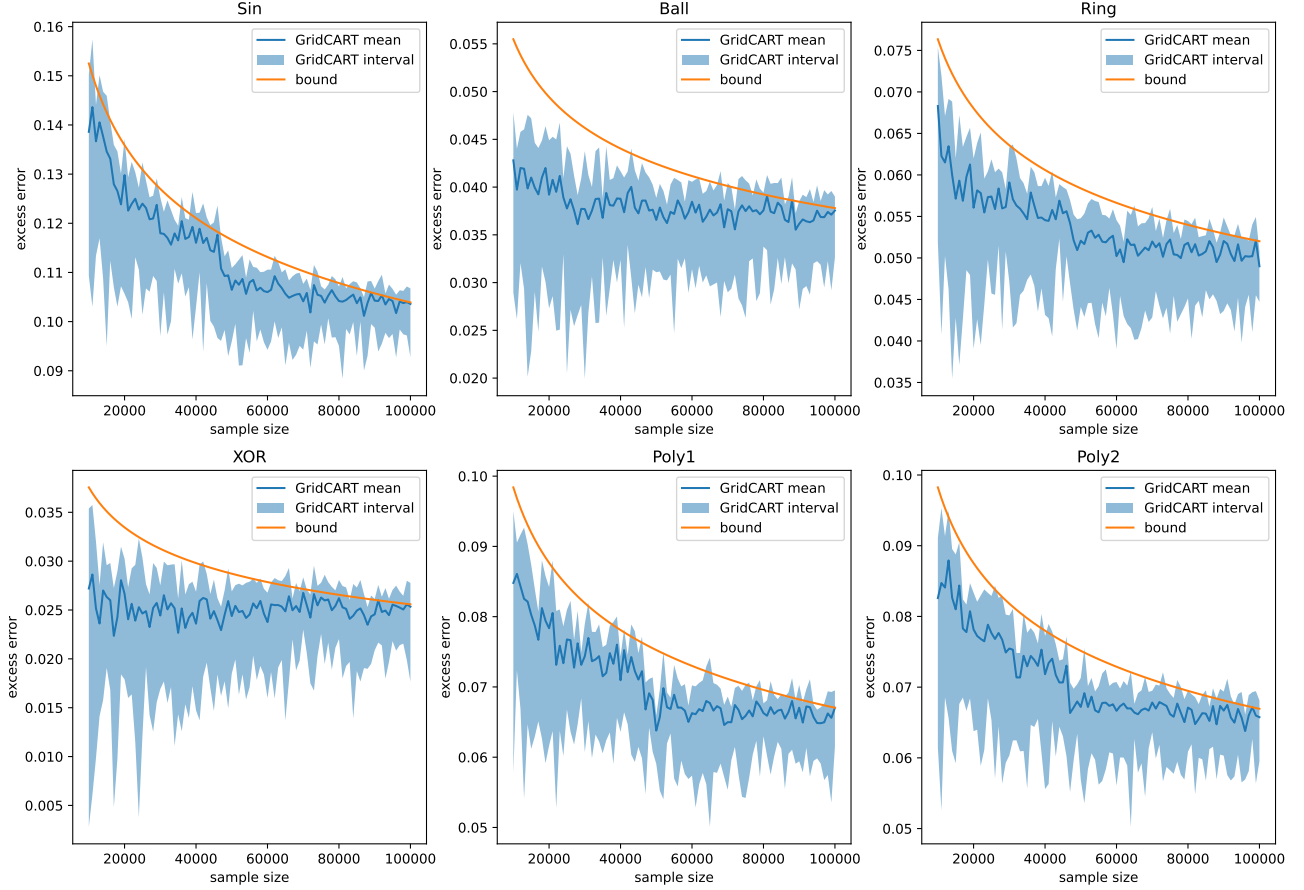 Sin
0.16
0.15
0.14
0.13
0.12
0.11
0.10
0.09
excess error
20000 40000 60000 80000 100000
sample size
GridCART mean
GridCART interval
bound
Ball
0.055
0.050
0.045
0.040
0.035
0.030
0.025
0.020
excess error
20000 40000 60000 80000 100000
sample size
GridCART mean
GridCART interval
bound
Ring
0.075
0.070
0.065
0.060
0.055
0.050
0.045
0.040
0.035
excess error
20000 40000 60000 80000 100000
sample size
GridCART mean
GridCART interval
bound
XOR
0.035
0.030
0.025
0.020
0.015
0.010
0.005
excess error
20000 40000 60000 80000 100000
sample size
GridCART mean
GridCART interval
bound
Poly1
0.10
0.09
0.08
0.07
0.06
0.05
excess error
20000 40000 60000 80000 100000
sample size
GridCART mean
GridCART interval
bound
Poly2
0.10
0.09
0.08
0.07
0.06
0.05
excess error
20000 40000 60000 80000 100000
sample size
GridCART mean
GridCART interval
bound